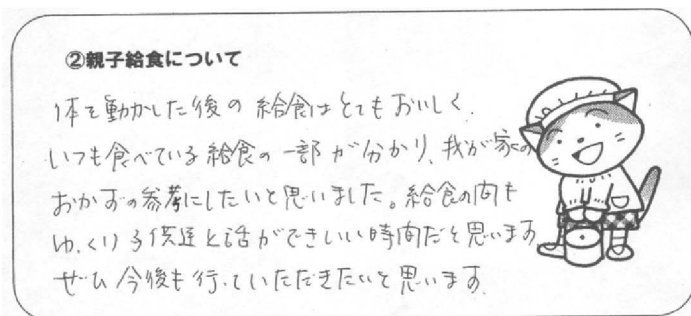 ②親子給食について
体を動かした後の給食はとてもおいしく、
いつも食べている給食の一部が分かり、我が家の
おかずの参考にしたいと思いました。給食の間も
ゆっくり子供達と話ができいい時間だと思います
ぜひ今後も行っていただきたいと思います。